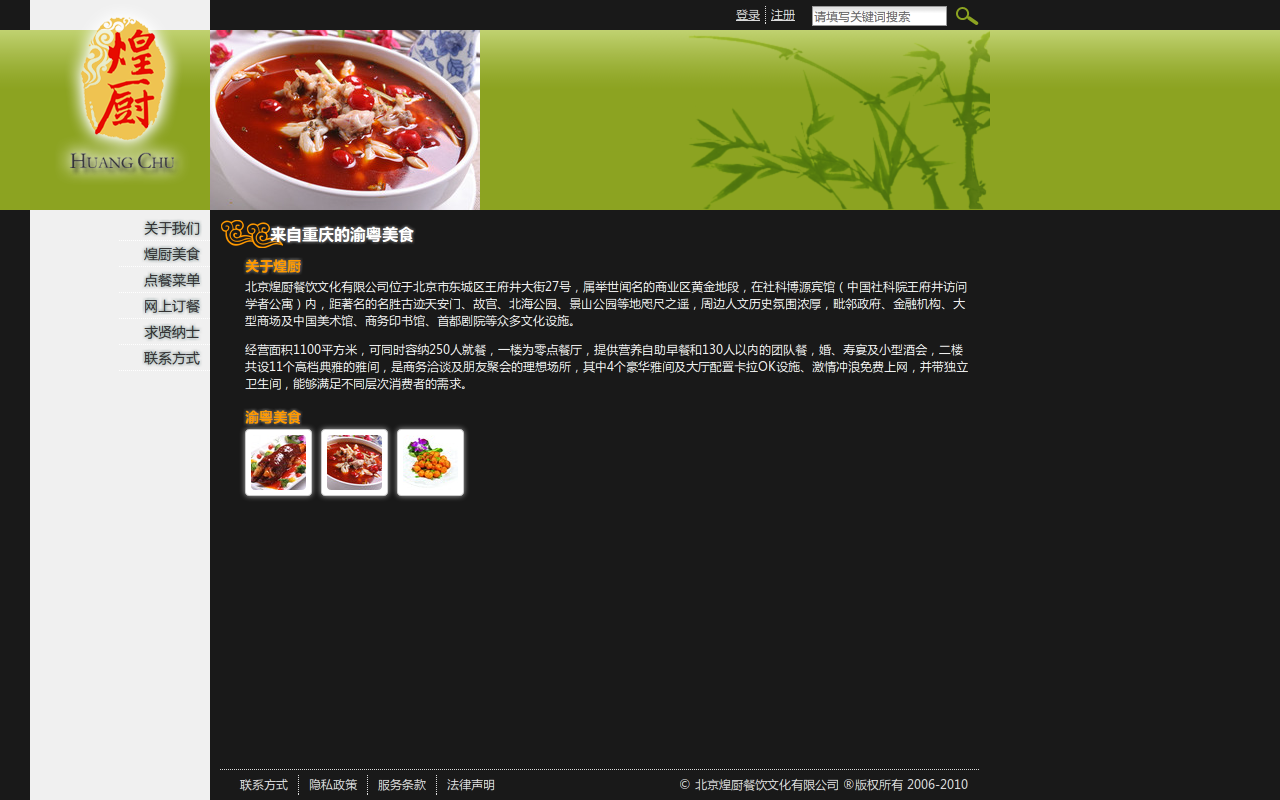 登录 注册 请填写关键词搜索
煌厨
HUANG CHU
关于我们
煌厨美食
点餐菜单
网上订餐
求贤纳士
联系方式
来自重庆的渝粤美食
关于煌厨
北京煌厨餐饮文化有限公司位于北京市东城区王府井大街27号，属举世闻名的商业区黄金地段，在社科博源宾馆（中国社科院王府井访问
学者公寓）内，距著名的名胜古迹天安门、故宫、北海公园、景山公园等地咫尺之遥，周边人文历史氛围浓厚，毗邻政府、金融机构、大
型商场及中国美术馆、商务印书馆、首都剧院等众多文化设施。
经营面积1100平方米，可同时容纳250人就餐，一楼为零点餐厅，提供营养自助早餐和130人以内的团队餐，婚、寿宴及小型酒会，二楼
共设11个高档典雅的雅间，是商务洽谈及朋友聚会的理想场所，其中4个豪华雅间及大厅配置卡拉OK设施、激情冲浪免费上网，并带独立
卫生间，能够满足不同层次消费者的需求。
渝粤美食
联系方式 隐私政策 服务条款 法律声明 © 北京煌厨餐饮文化有限公司 ®版权所有 2006-2010